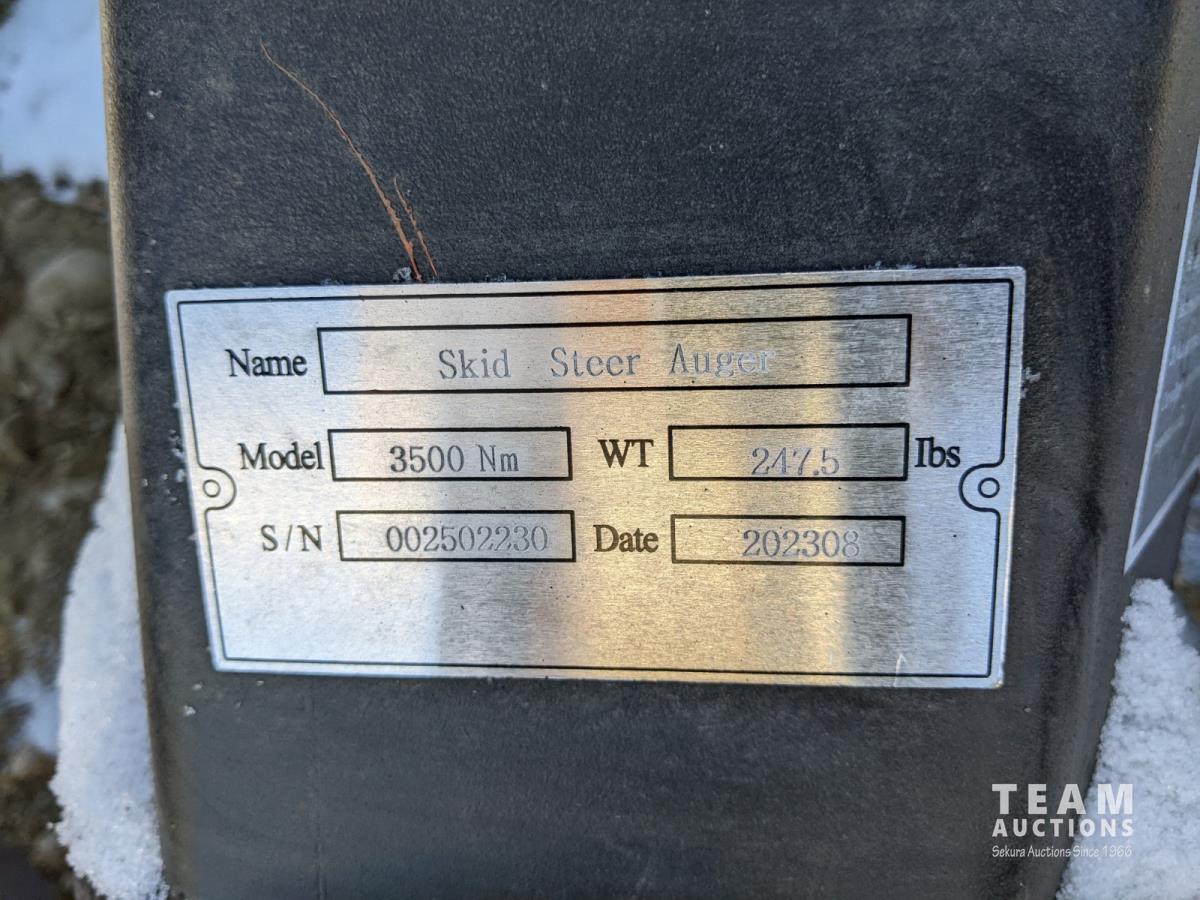 Name Skid Steer Auger
Model 3500 Nm WT 247.5 Ibs
S/N 002502230 Date 202308
TEAM
AUCTIONS
Sekura Auctions Since 1966